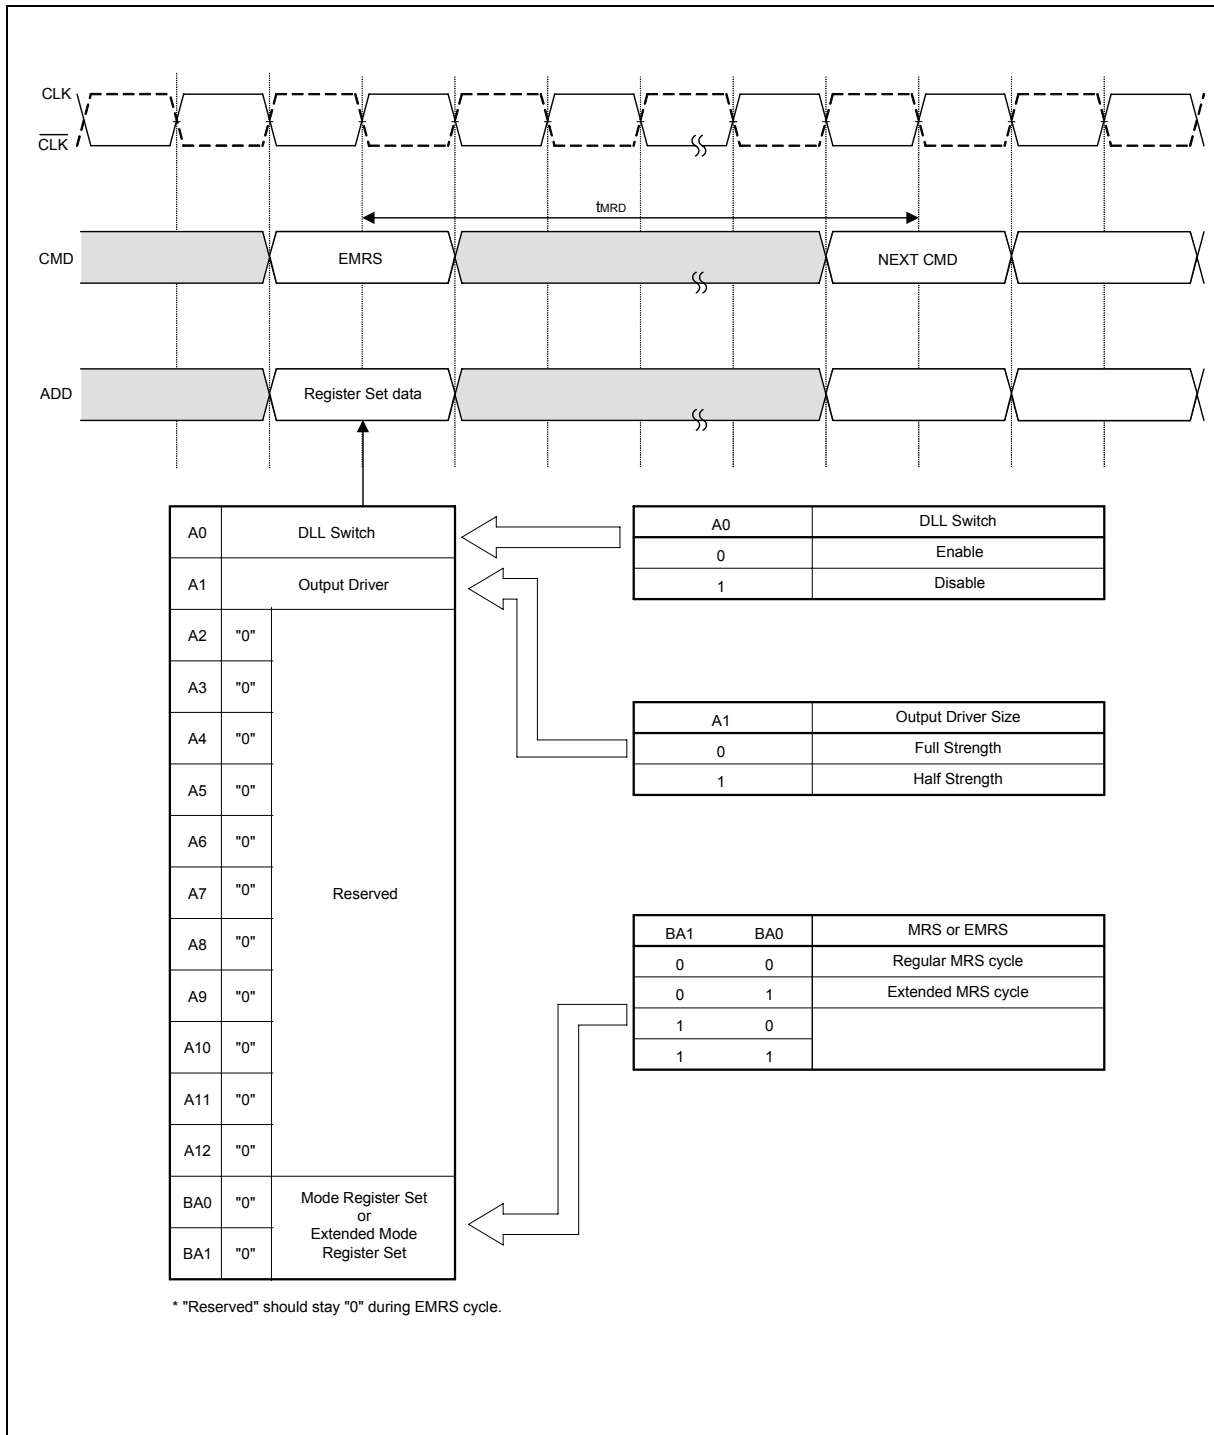 CLK
CLK
tMRD
CMD
EMRS
NEXT CMD
ADD
Register Set data
A0 DLL Switch
A1 Output Driver
A2 "0"
A3 "0"
A4 "0"
A5 "0"
A6 "0"
A7 "0" Reserved
A8 "0"
A9 "0"
A10 "0"
A11 "0"
A12 "0"
BA0 "0" Mode Register Set
or
Extended Mode
BA1 "0" Register Set
A0 DLL Switch
0 Enable
1 Disable
A1 Output Driver Size
0 Full Strength
1 Half Strength
BA1 BA0 MRS or EMRS
0 0 Regular MRS cycle
0 1 Extended MRS cycle
1 0
1 1
* "Reserved" should stay "0" during EMRS cycle.